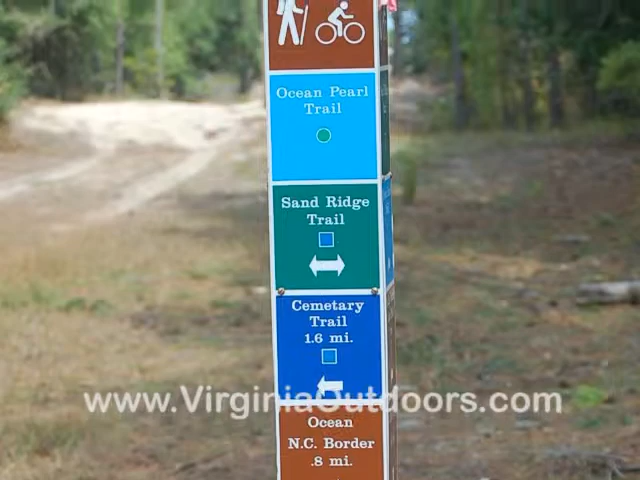 Ocean Pearl
Trail
Sand Ridge
Trail
Cemetary
Trail
1.6 mi.
www.VirginiaOutdoors.com
Ocean
N.C. Border
.8 mi.